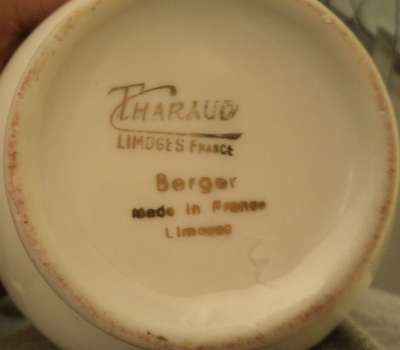 THARAUD
LIMOGES FRANCE
Berger
Made in France
Limoges